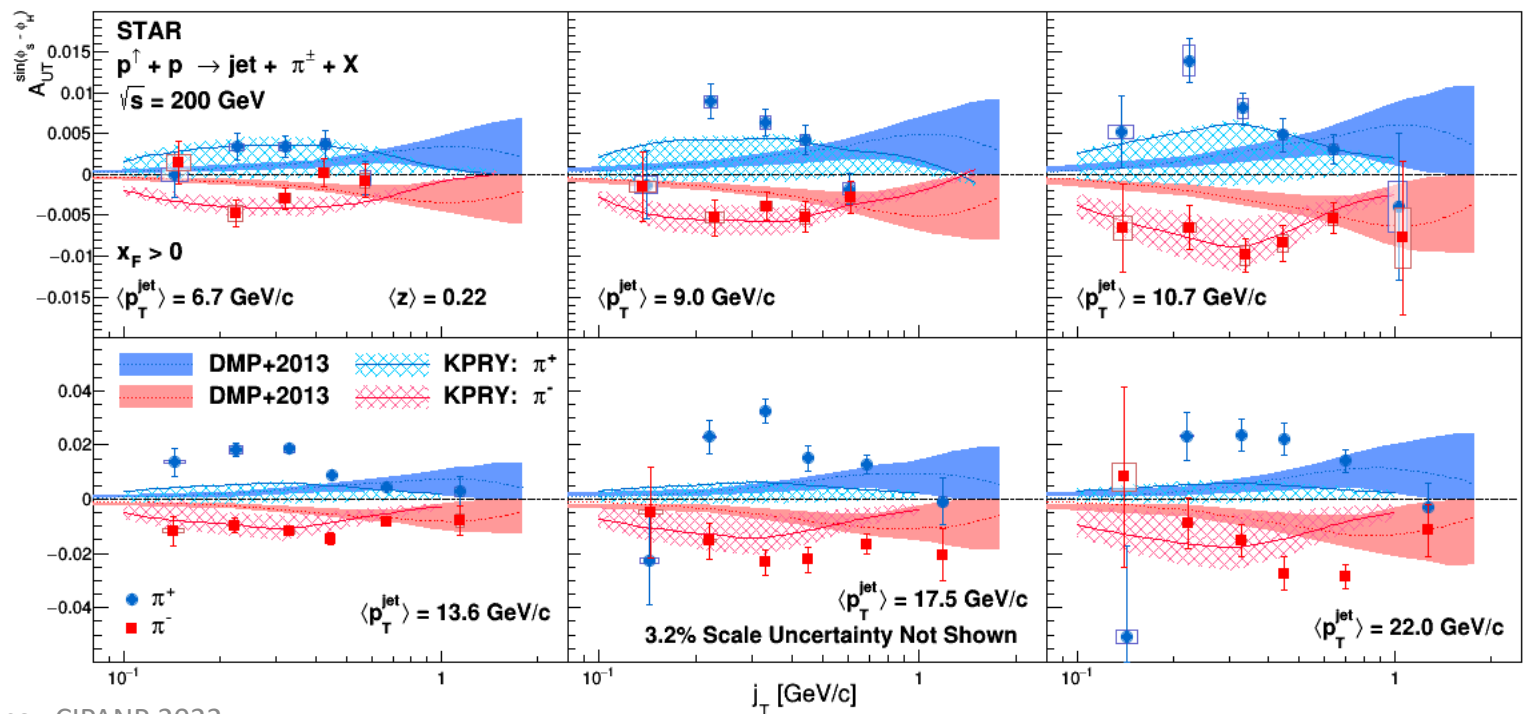 A_UT^sin(ϕ_S - ϕ_H)
STAR
p↑ + p → jet + π± + X
√s = 200 GeV
0.015
0.01
0.005
0
−0.005
−0.01
−0.015
x_F > 0
⟨p_T^jet⟩ = 6.7 GeV/c
⟨z⟩ = 0.22
⟨p_T^jet⟩ = 9.0 GeV/c
⟨p_T^jet⟩ = 10.7 GeV/c
DMP+2013
KPRY: π⁺
DMP+2013
KPRY: π⁻
0.04
0.02
0
−0.02
−0.04
π⁺
π⁻
⟨p_T^jet⟩ = 13.6 GeV/c
⟨p_T^jet⟩ = 17.5 GeV/c
3.2% Scale Uncertainty Not Shown
⟨p_T^jet⟩ = 22.0 GeV/c
10⁻¹ 1 10⁻¹ 1 10⁻¹ 1
j_T [GeV/c]